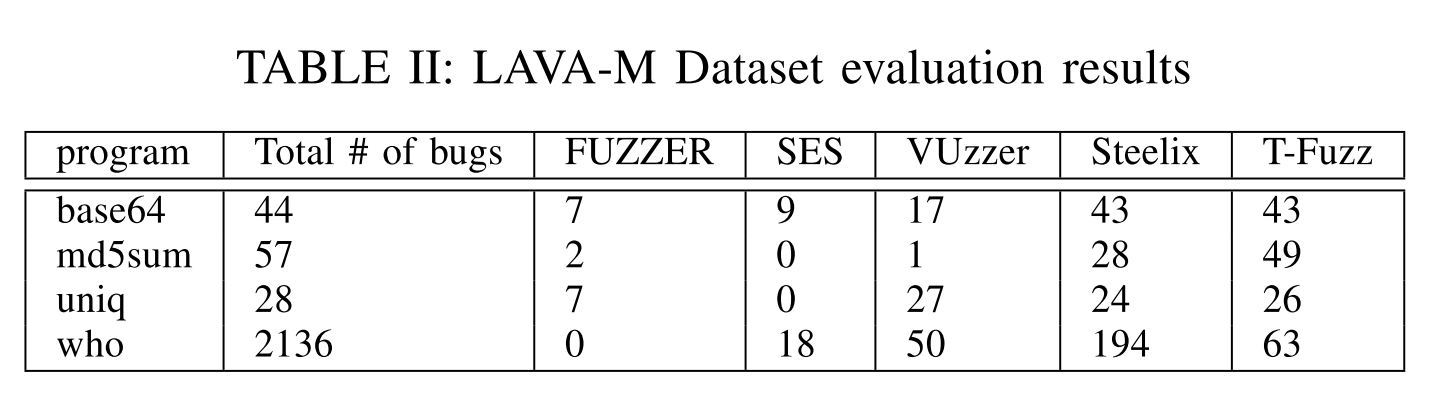 TABLE II: LAVA-M Dataset evaluation results
program Total # of bugs FUZZER SES VUzzer Steelix T-Fuzz
base64 44 7 9 17 43 43
md5sum 57 2 0 1 28 49
uniq 28 7 0 27 24 26
who 2136 0 18 50 194 63